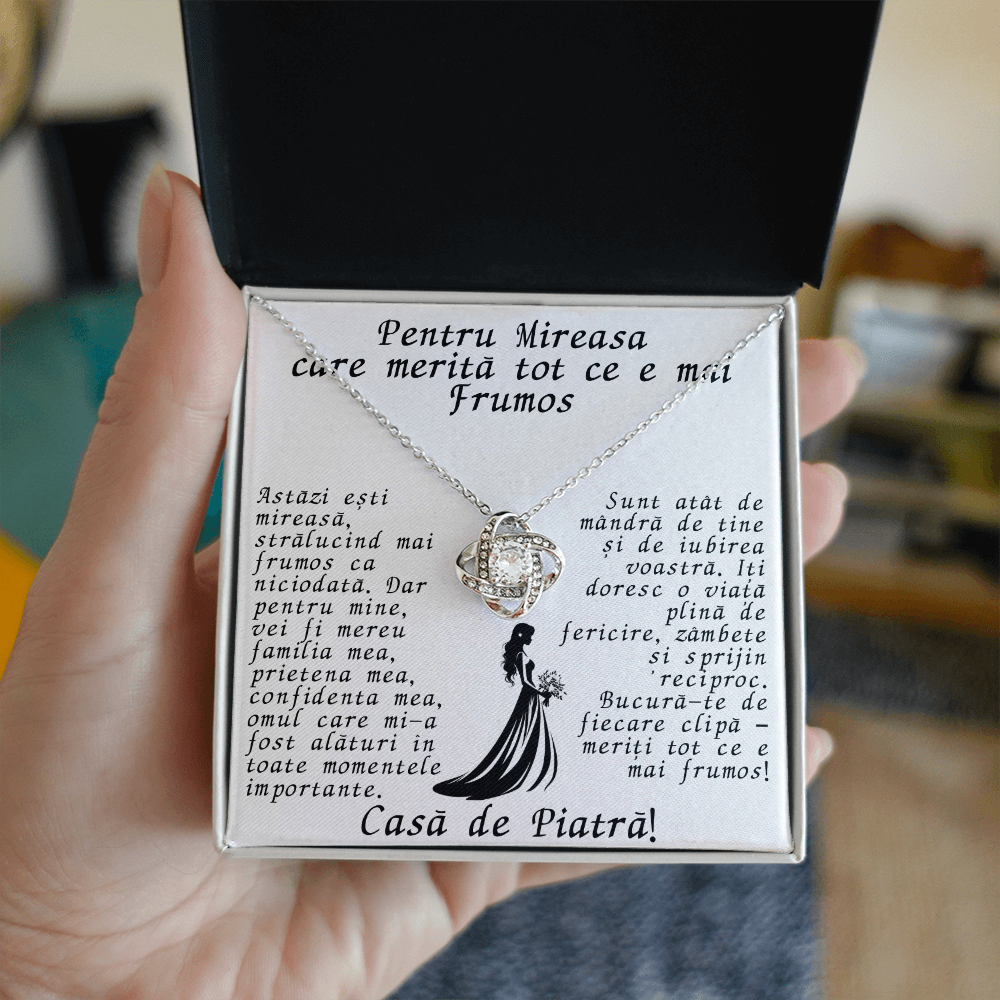 Pentru Mireasa
care merită tot ce e mai
Frumos
Astăzi ești
mireasă,
strălucind mai
frumos ca
niciodată. Dar
pentru mine,
vei fi mereu
familia mea,
prietena mea,
confidenta mea,
omul care mi-a
fost alături în
toate momentele
importante.
Sunt atât de
mândră de tine
și de iubirea
voastră. Iți
doresc o viață
plină de
fericire, zâmbete
și sprijin
reciproc.
Bucură-te de
fiecare clipă –
meriți tot ce e
mai frumos!
Casă de Piatră!